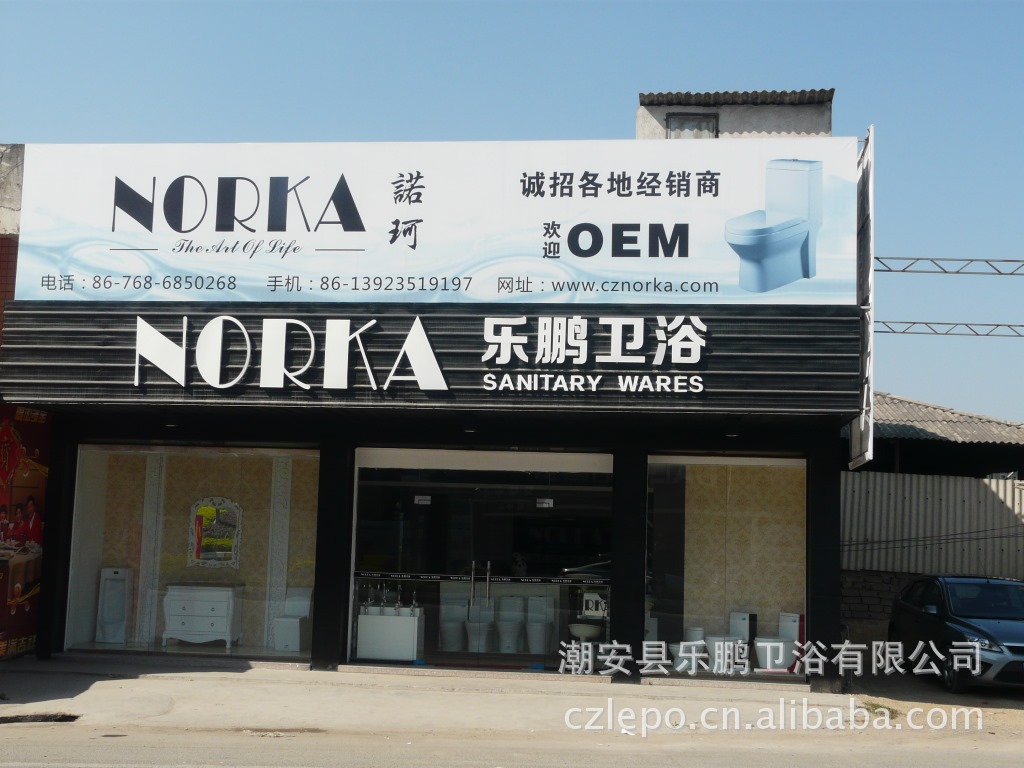 NORKA 諾珂
The Art Of Life
诚招各地经销商
欢迎 OEM
电话：86-768-6850268 手机：86-13923519197 网址：www.cznorka.com
NORKA 乐鹏卫浴
SANITARY WARES
NORKA
潮安县乐鹏卫浴有限公司
czlepo.cn.alibaba.com